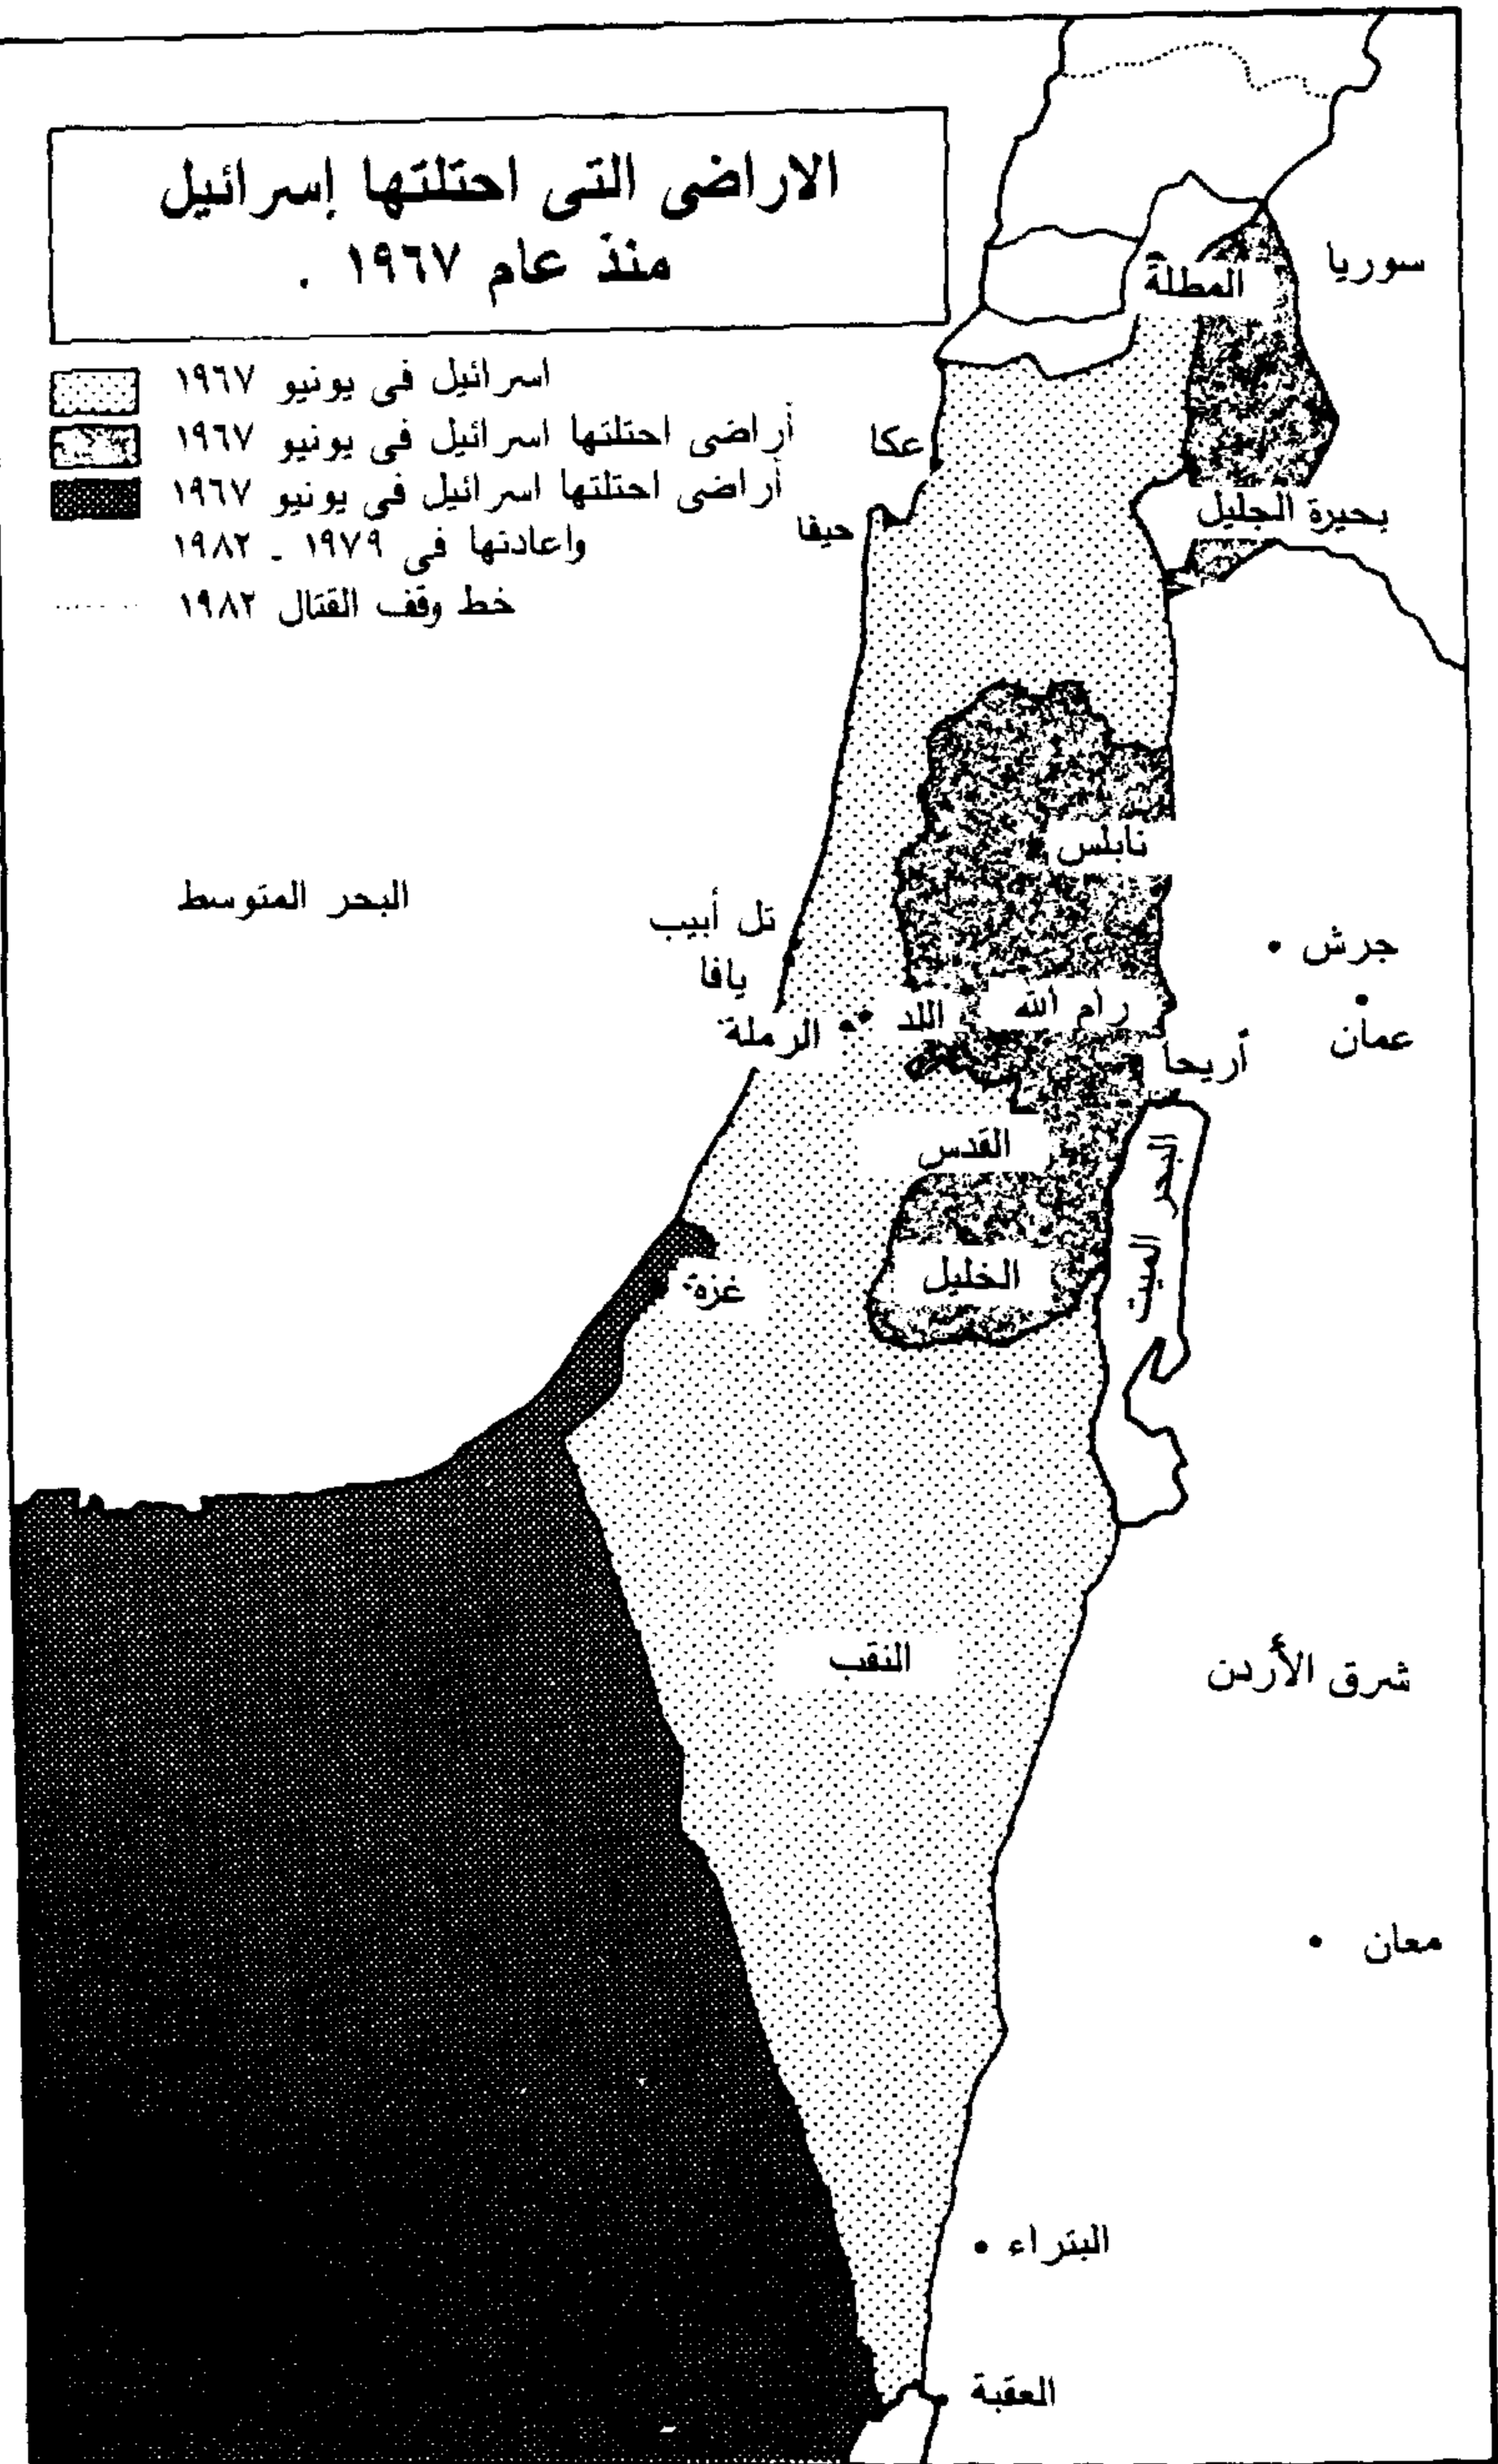 الاراضى التى احتلتها إسرائيل
منذ عام ١٩٦٧ .
اسرائيل فى يونيو ١٩٦٧
أراضى احتلتها اسرائيل فى يونيو ١٩٦٧
أراضى احتلتها اسرائيل فى يونيو ١٩٦٧
واعادتها فى ١٩٧٩ - ١٩٨٢
خط وقف القتال ١٩٨٢
سوريا
المطلة
عكا
حيفا
بحيرة الجليل
نابلس
البحر المتوسط
تل أبيب
يافا
جرش
رام الله
اللد
الرملة
عمان
أريحا
القدس
البحر الميت
الخليل
غزة
النقب
شرق الأردن
معان
البتراء
العقبة